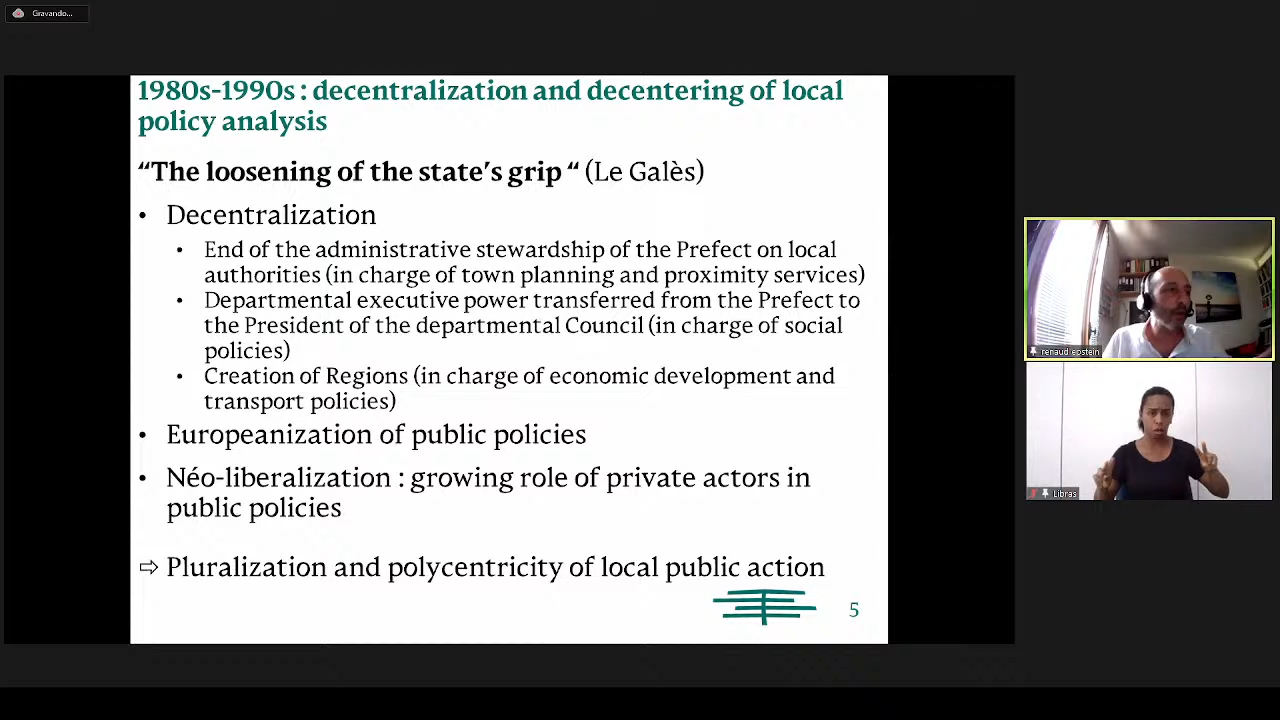 Gravando...
1980s-1990s : decentralization and decentering of local
policy analysis
“The loosening of the state’s grip “ (Le Galès)
• Decentralization
• End of the administrative stewardship of the Prefect on local
authorities (in charge of town planning and proximity services)
• Departmental executive power transferred from the Prefect to
the President of the departmental Council (in charge of social
policies)
• Creation of Regions (in charge of economic development and
transport policies)
• Europeanization of public policies
• Néo-liberalization : growing role of private actors in
public policies
⇨ Pluralization and polycentricity of local public action
5
renaud epstein
Libras